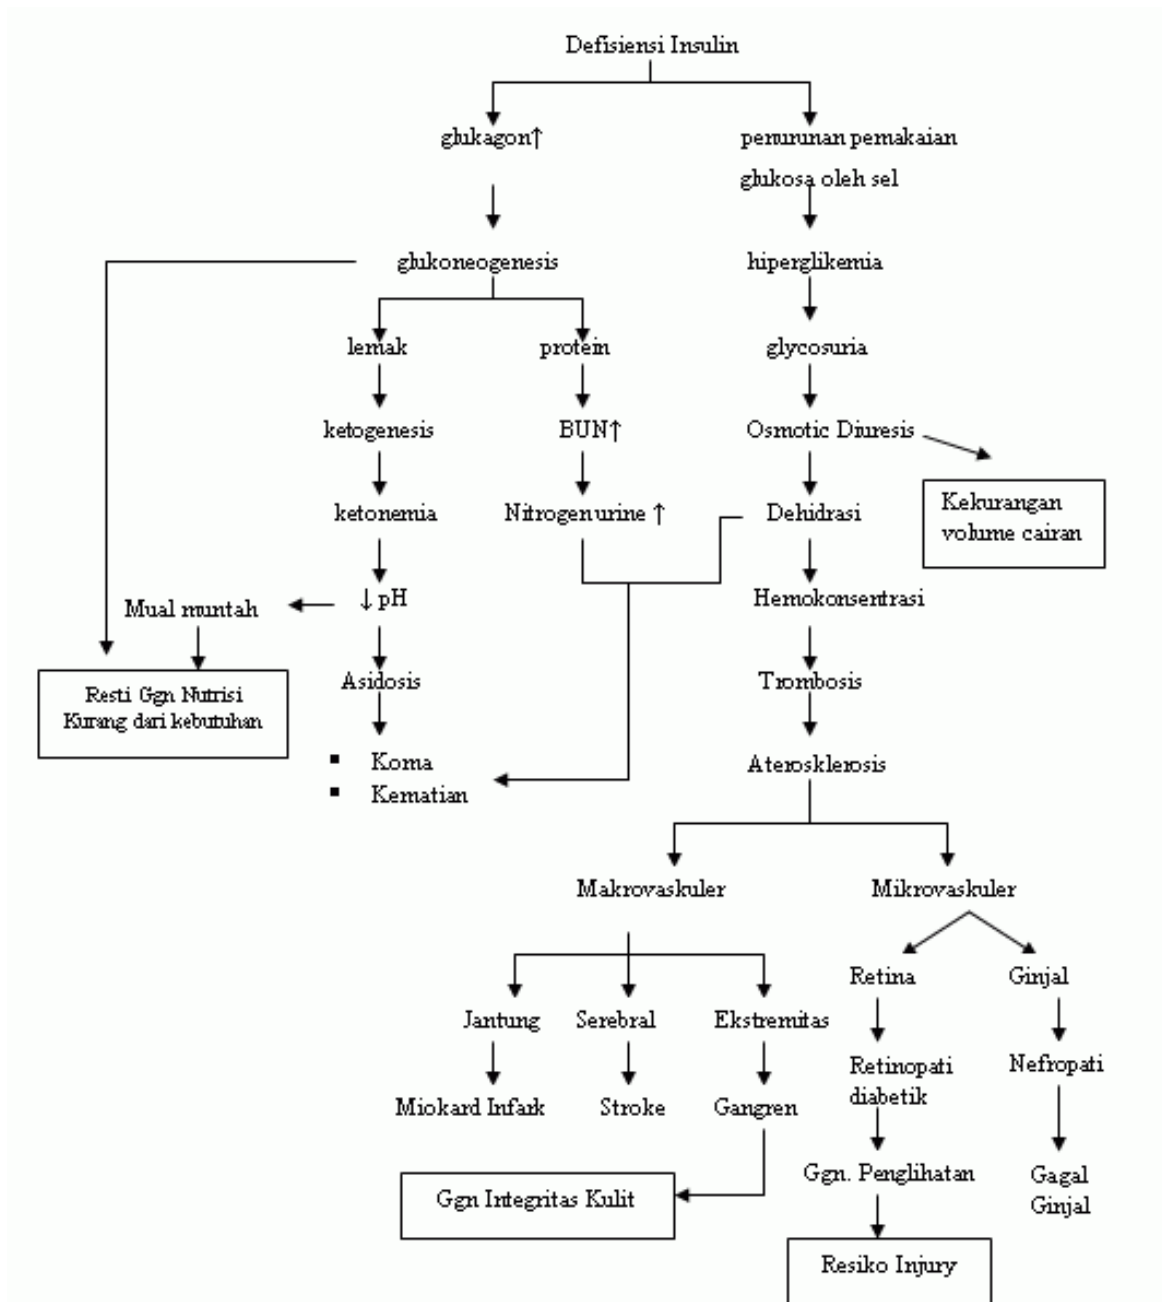 Defisiensi Insulin
glukagon↑
penurunan pemakaian
glukosa oleh sel
glukoneogenesis
hiperglikemia
lemak
protein
glycosuria
ketogenesis
BUN↑
Osmotic Diuresis
Kekurangan
volume cairan
ketonemia
Nitrogen urine ↑
Dehidrasi
Mual muntah
↓ pH
Hemokonsentrasi
Resti Ggn Nutrisi
Kurang dari kebutuhan
Asidosis
Trombosis
▪ Koma
▪ Kematian
Aterosklerosis
Makrovaskuler
Mikrovaskuler
Retina
Ginjal
Jantung
Serebral
Ekstremitas
Retinopati
diabetik
Nefropati
Miokard Infark
Stroke
Gangren
Ggn. Penglihatan
Gagal
Ginjal
Ggn Integritas Kulit
Resiko Injury